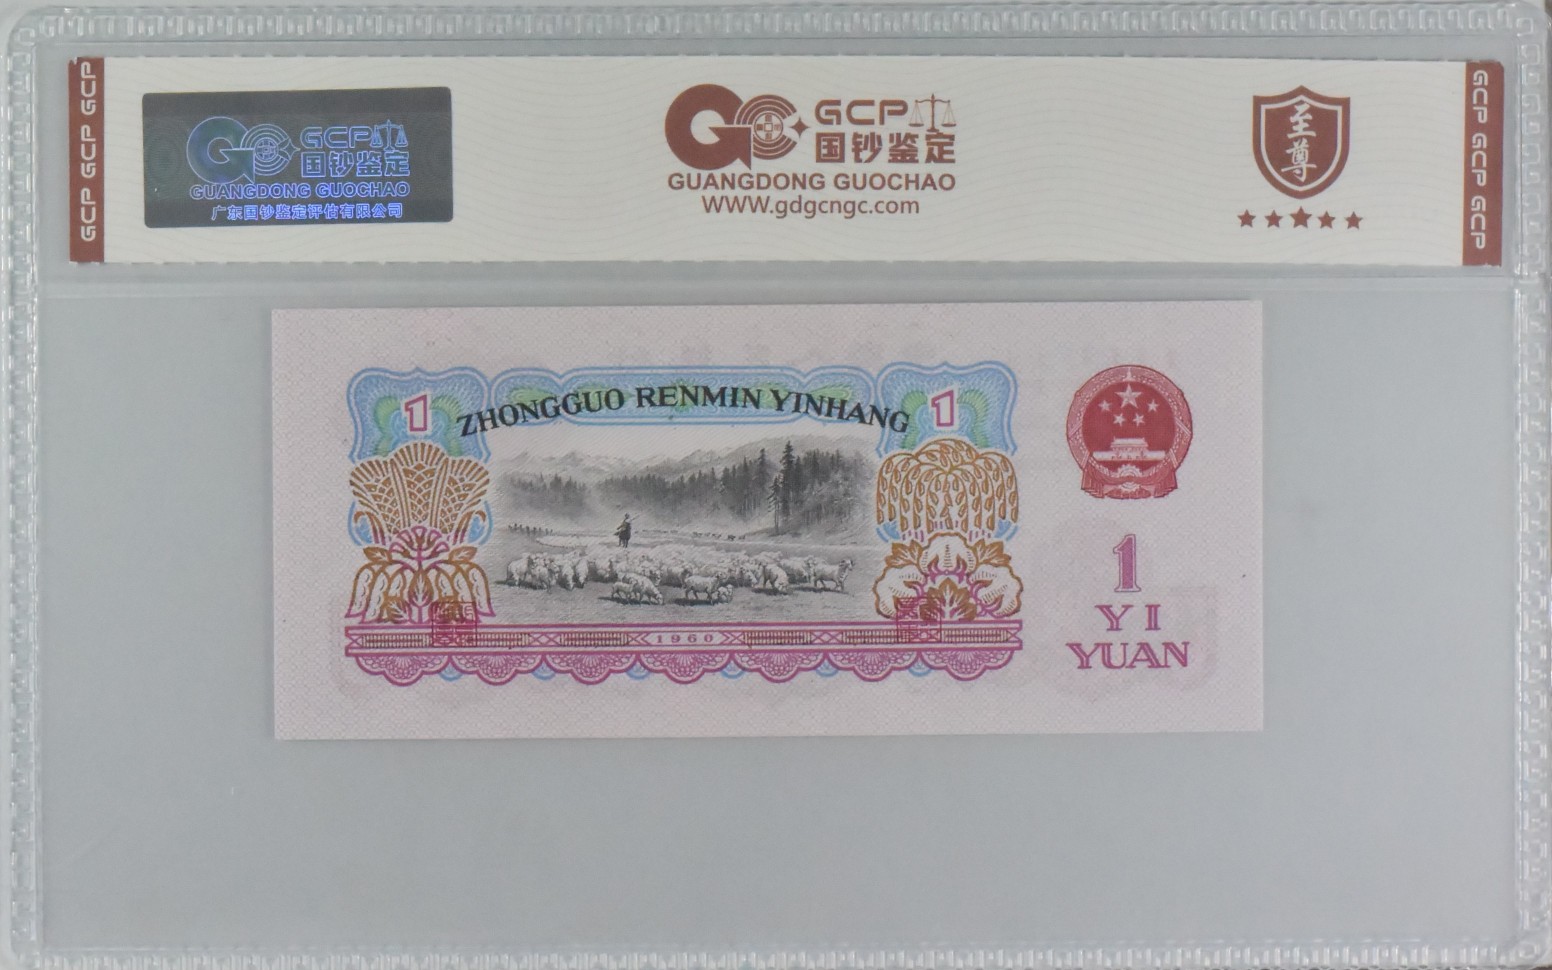 GCP GCP GCP
GCP 国钞鉴定
GUANGDONG GUOCHAO
广东国钞鉴定评估有限公司
GCP
国钞鉴定
GUANGDONG GUOCHAO
WWW.gdgcngc.com
至尊
GCP GCP GCP
1 ZHONGGUO RENMIN YINHANG 1
1960
1
YI
YUAN